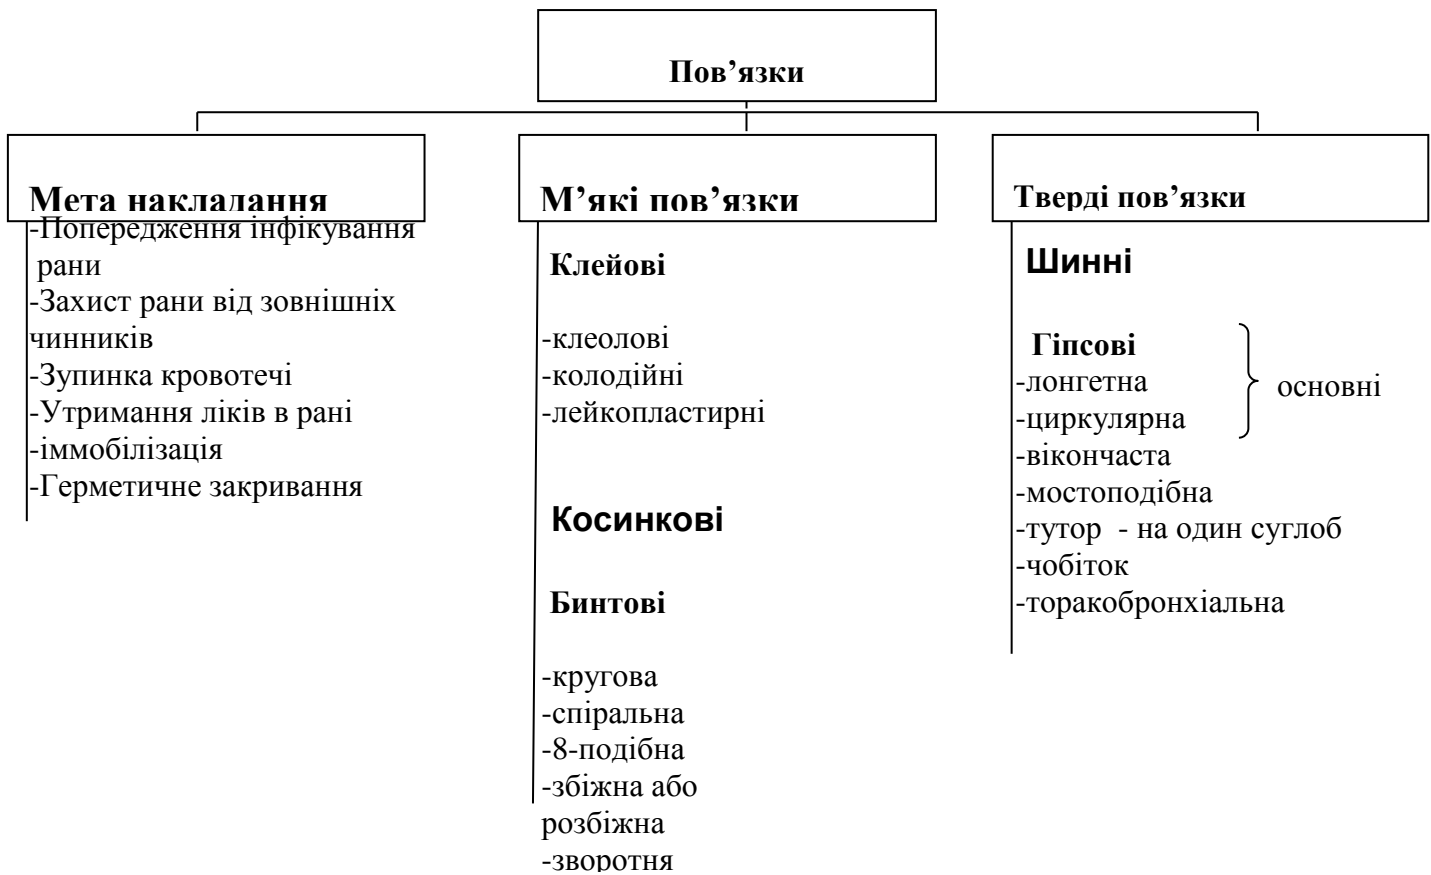 Пов’язки
Мета накладання
-Попередження інфікування
рани
-Захист рани від зовнішніх
чинників
-Зупинка кровотечі
-Утримання ліків в рані
-іммобілізація
-Герметичне закривання
М’які пов’язки
Клейові
-клеолові
-колодійні
-лейкопластирні
Косинкові
Бинтові
-кругова
-спіральна
-8-подібна
-збіжна або
розбіжна
-зворотня
Тверді пов’язки
Шинні
Гіпсові
-лонгетна
основні
-циркулярна
-вікончаста
-мостоподібна
-тутор - на один суглоб
-чобіток
-торакобронхіальна